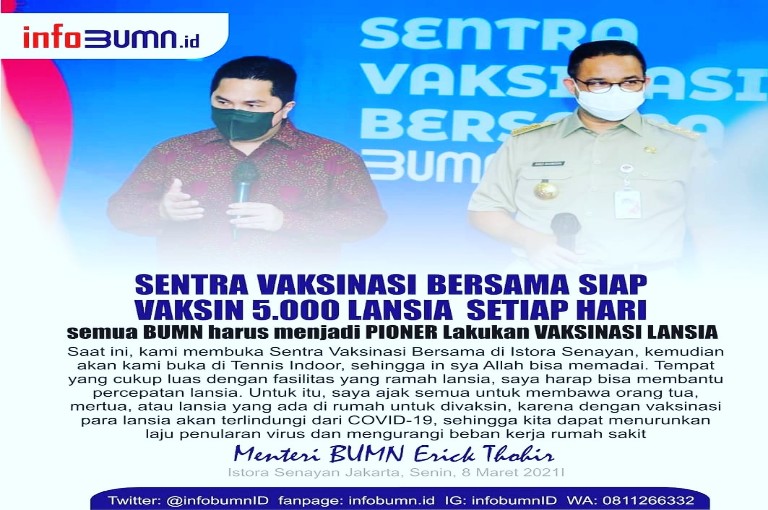 infoBUMN.id
SENTRA
VAKSINASI
BERSAMA
BUMN
SENTRA VAKSINASI BERSAMA SIAP
VAKSIN 5.000 LANSIA SETIAP HARI
semua BUMN harus menjadi PIONER Lakukan VAKSINASI LANSIA
Saat ini, kami membuka Sentra Vaksinasi Bersama di Istora Senayan, kemudian
akan kami buka di Tennis Indoor, sehingga in sya Allah bisa memadai. Tempat
yang cukup luas dengan fasilitas yang ramah lansia, saya harap bisa membantu
percepatan lansia. Untuk itu, saya ajak semua untuk membawa orang tua,
mertua, atau lansia yang ada di rumah untuk divaksin, karena dengan vaksinasi
para lansia akan terlindungi dari COVID-19, sehingga kita dapat menurunkan
laju penularan virus dan mengurangi beban kerja rumah sakit
Menteri BUMN Erick Thohir
Istora Senayan Jakarta, Senin, 8 Maret 2021I
Twitter: @infobumnID fanpage: infobumn.id IG: infobumnID WA: 0811266332